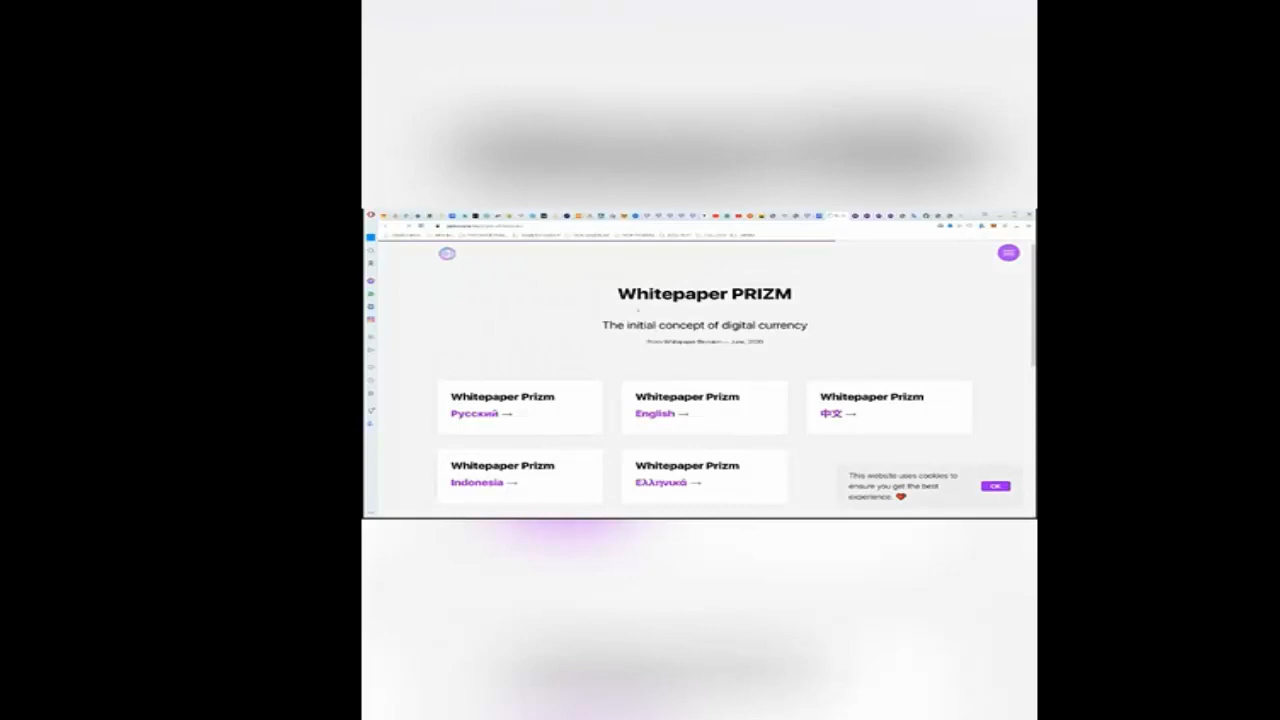 Whitepaper PRIZM
The initial concept of digital currency
Whitepaper Prizm
Русский →
Whitepaper Prizm
English →
Whitepaper Prizm
中文 →
Whitepaper Prizm
Indonesia →
Whitepaper Prizm
Ελληνικά →
This website uses cookies to
ensure you get the best
experience.
OK